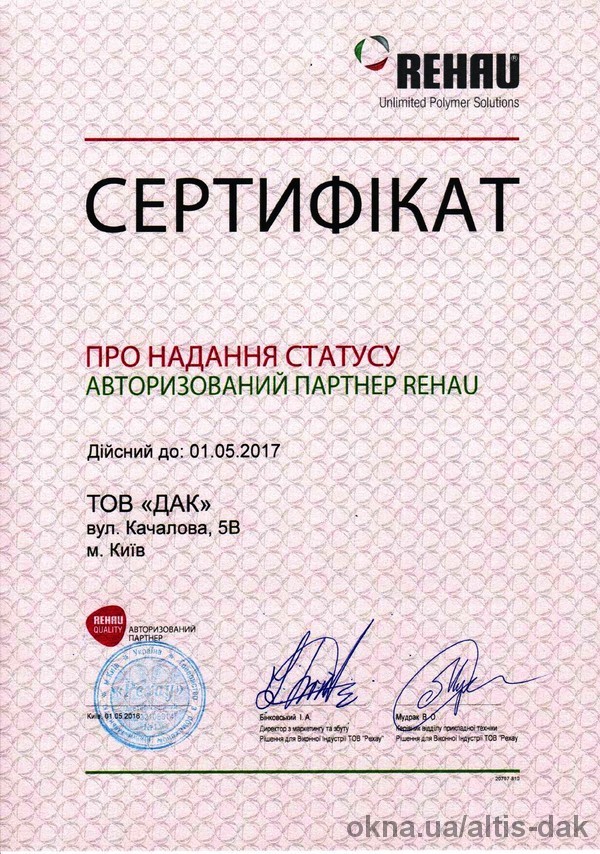 REHAU®
Unlimited Polymer Solutions
СЕРТИФІКАТ
ПРО НАДАННЯ СТАТУСУ
АВТОРИЗОВАНИЙ ПАРТНЕР REHAU
Дійсний до: 01.05.2017
ТОВ «ДАК»
вул. Качалова, 5В
м. Київ
REHAU
QUALITY
АВТОРИЗОВАНИЙ
ПАРТНЕР
Україна
Київ, 01.05.2016
Бінковський І.А.
Директор з маркетингу та збуту
Рішення для Віконної Індустрії ТОВ "Рехау"
Мудрак В.О.
Керівник відділу прикладної техніки
Рішення для Віконної Індустрії ТОВ "Рехау
okna.ua/altis-dak